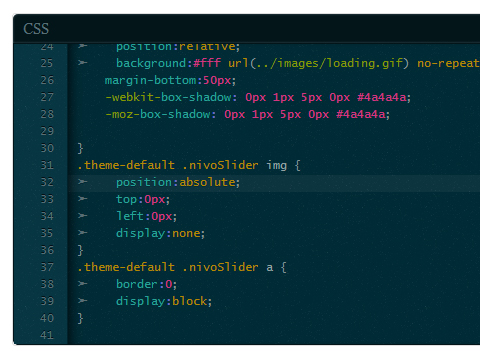 CSS
24 position:relative;
25 background:#fff url(../images/loading.gif) no-repeat
26 margin-bottom:50px;
27 -webkit-box-shadow: 0px 1px 5px 0px #4a4a4a;
28 -moz-box-shadow: 0px 1px 5px 0px #4a4a4a;
29
30 }
31 .theme-default .nivoSlider img {
32 position:absolute;
33 top:0px;
34 left:0px;
35 display:none;
36 }
37 .theme-default .nivoSlider a {
38 border:0;
39 display:block;
40 }
41